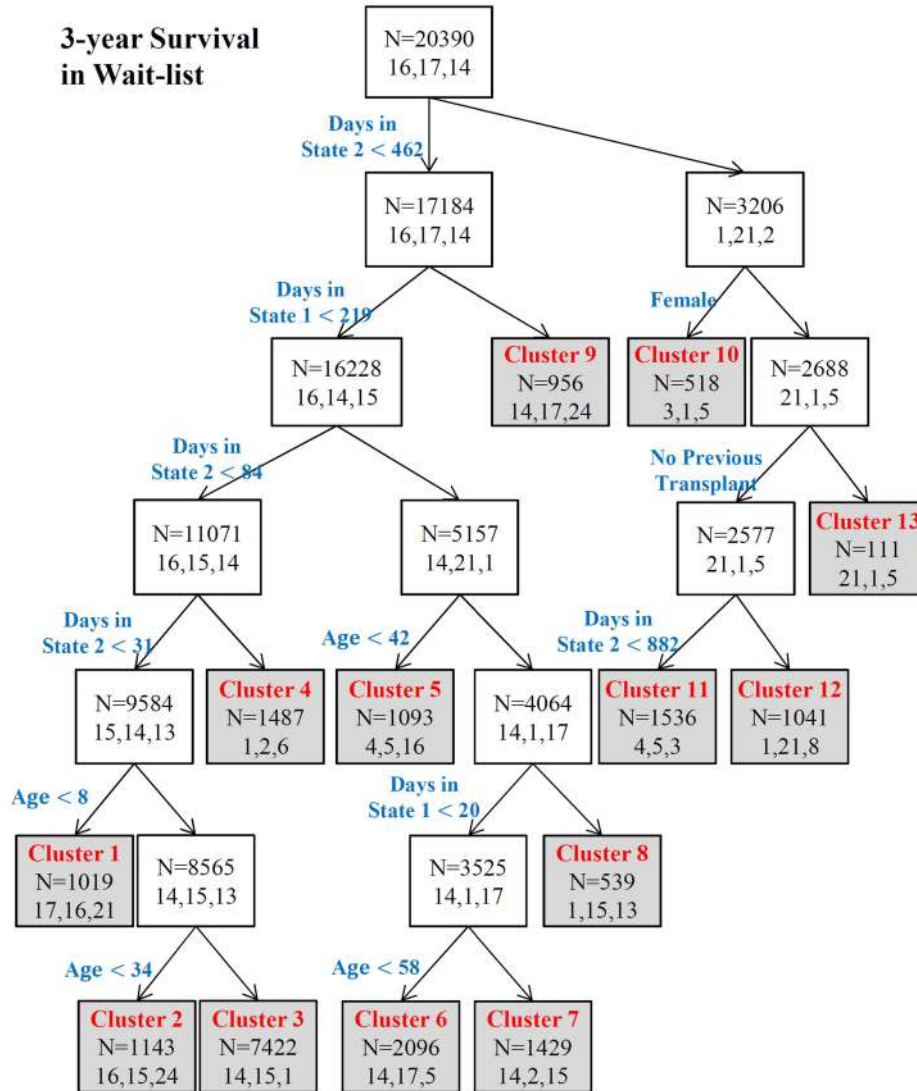 3-year Survival
in Wait-list
N=20390
16,17,14
Days in
State 2 < 462
N=17184
16,17,14
N=3206
1,21,2
Days in
State 1 < 219
Female
N=16228
16,14,15
Cluster 9
N=956
14,17,24
Cluster 10
N=518
3,1,5
N=2688
21,1,5
Days in
State 2 < 84
No Previous
Transplant
N=11071
16,15,14
N=5157
14,21,1
N=2577
21,1,5
Cluster 13
N=111
21,1,5
Days in
State 2 < 31
Age < 42
Days in
State 2 < 882
N=9584
15,14,13
Cluster 4
N=1487
1,2,6
Cluster 5
N=1093
4,5,16
N=4064
14,1,17
Cluster 11
N=1536
4,5,3
Cluster 12
N=1041
1,21,8
Age < 8
Days in
State 1 < 20
Cluster 1
N=1019
17,16,21
N=8565
14,15,13
N=3525
14,1,17
Cluster 8
N=539
1,15,13
Age < 34
Age < 58
Cluster 2
N=1143
16,15,24
Cluster 3
N=7422
14,15,1
Cluster 6
N=2096
14,17,5
Cluster 7
N=1429
14,2,15